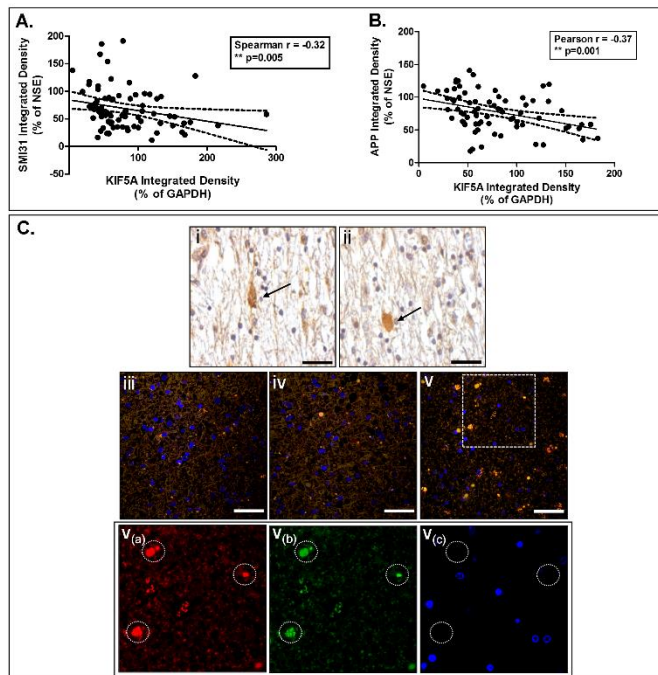 A.
Spearman r = -0.32
** p=0.005
SMI31 Integrated Density
(% of NSE)
200
150
100
50
0
-50
100
200
300
KIF5A Integrated Density
(% of GAPDH)
B.
Pearson r = -0.37
** p=0.001
APP Integrated Density
(% of NSE)
200
150
100
50
0
0
50
100
150
200
KIF5A Integrated Density
(% of GAPDH)
C.
i
ii
iii
iv
v
V(a)
V(b)
V(c)